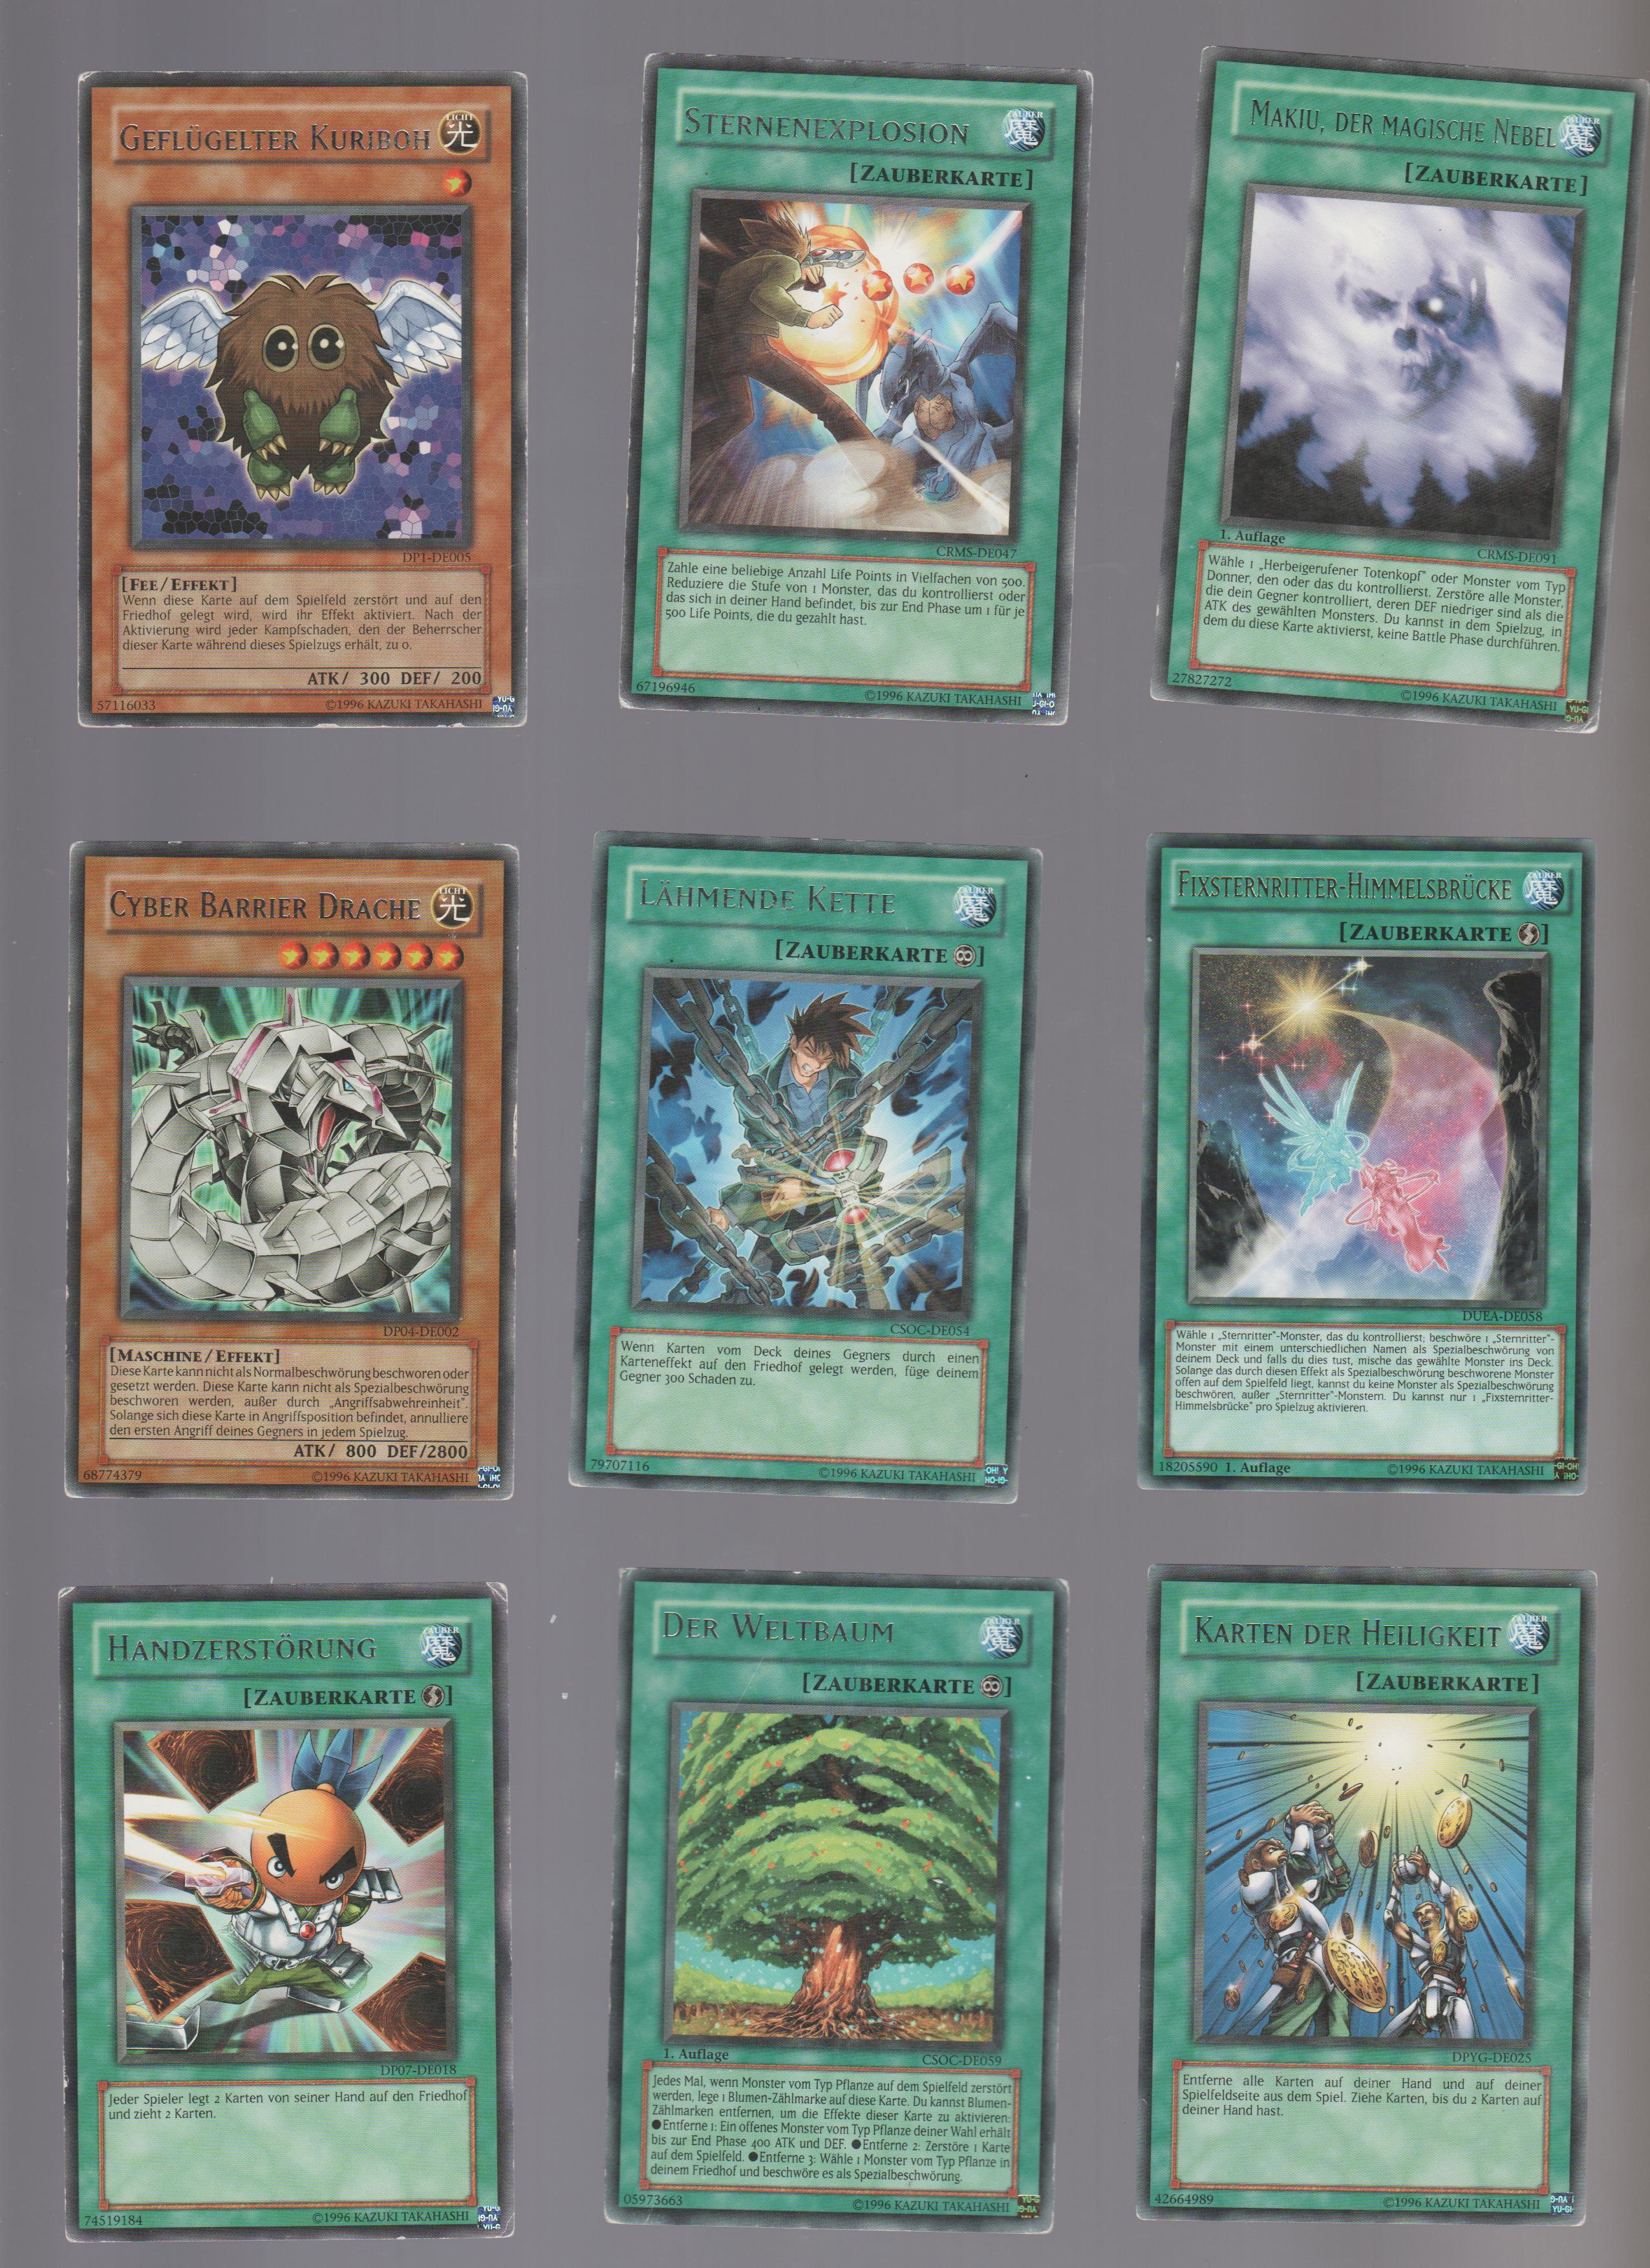 GEFLÜGELTER KURIBOH
LICHT
光
DP1-DE005
[FEE/EFFEKT]
Wenn diese Karte auf dem Spielfeld zerstört und auf den
Friedhof gelegt wird, wird ihr Effekt aktiviert. Nach der
Aktivierung wird jeder Kampfschaden, den der Beherrscher
dieser Karte während dieses Spielzugs erhält, zu 0.
ATK/ 300 DEF/ 200
57116033 ©1996 KAZUKI TAKAHASHI
STERNENEXPLOSION
ZAUBER
魔
[ZAUBERKARTE]
CRMS-DE047
Zahle eine beliebige Anzahl Life Points in Vielfachen von 500.
Reduziere die Stufe von 1 Monster, das du kontrollierst oder
das sich in deiner Hand befindet, bis zur End Phase um 1 für je
500 Life Points, die du gezahlt hast.
67196946 ©1996 KAZUKI TAKAHASHI
MAKIU, DER MAGISCHE NEBEL
ZAUBER
魔
[ZAUBERKARTE]
1. Auflage CRMS-DE091
Wähle 1 „Herbeigerufener Totenkopf" oder Monster vom Typ
Donner, den oder das du kontrollierst. Zerstöre alle Monster,
die dein Gegner kontrolliert, deren DEF niedriger sind als die
ATK des gewählten Monsters. Du kannst in dem Spielzug, in
dem du diese Karte aktivierst, keine Battle Phase durchführen.
27827272 ©1996 KAZUKI TAKAHASHI
CYBER BARRIER DRACHE
LICHT
光
DP04-DE002
[MASCHINE/EFFEKT]
Diese Karte kann nicht als Normalbeschwörung beschworen oder
gesetzt werden. Diese Karte kann nicht als Spezialbeschwörung
beschworen werden, außer durch „Angriffsabwehreinheit".
Solange sich diese Karte in Angriffsposition befindet, annulliere
den ersten Angriff deines Gegners in jedem Spielzug.
ATK/ 800 DEF/2800
68774379 ©1996 KAZUKI TAKAHASHI
LÄHMENDE KETTE
ZAUBER
魔
[ZAUBERKARTE]
CSOC-DE054
Wenn Karten vom Deck deines Gegners durch einen
Karteneffekt auf den Friedhof gelegt werden, füge deinem
Gegner 300 Schaden zu.
79707116 ©1996 KAZUKI TAKAHASHI
FIXSTERNRITTER-HIMMELSBRÜCKE
ZAUBER
魔
[ZAUBERKARTE]
DUEA-DE058
Wähle 1 „Sternritter"-Monster, das du kontrollierst; beschwöre 1 „Sternritter"-
Monster mit einem unterschiedlichen Namen als Spezialbeschwörung von
deinem Deck und falls du dies tust, mische das gewählte Monster ins Deck.
Solange das durch diesen Effekt als Spezialbeschwörung beschworene Monster
offen auf dem Spielfeld liegt, kannst du keine Monster als Spezialbeschwörung
beschwören, außer „Sternritter"-Monstern. Du kannst nur 1 „Fixsternritter-
Himmelsbrücke" pro Spielzug aktivieren.
18205590 1. Auflage ©1996 KAZUKI TAKAHASHI
HANDZERSTÖRUNG
ZAUBER
魔
[ZAUBERKARTE]
DP07-DE018
Jeder Spieler legt 2 Karten von seiner Hand auf den Friedhof
und zieht 2 Karten.
74519184 ©1996 KAZUKI TAKAHASHI
DER WELTBAUM
ZAUBER
魔
[ZAUBERKARTE]
1. Auflage CSOC-DE059
Jedes Mal, wenn Monster vom Typ Pflanze auf dem Spielfeld zerstört
werden, lege 1 Blumen-Zählmarke auf diese Karte. Du kannst Blumen-
Zählmarken entfernen, um die Effekte dieser Karte zu aktivieren:
●Entferne 1: Ein offenes Monster vom Typ Pflanze deiner Wahl erhält
bis zur End Phase 400 ATK und DEF. ●Entferne 2: Zerstöre 1 Karte
auf dem Spielfeld. ●Entferne 3: Wähle 1 Monster vom Typ Pflanze in
deinem Friedhof und beschwöre es als Spezialbeschwörung.
05973663 ©1996 KAZUKI TAKAHASHI
KARTEN DER HEILIGKEIT
ZAUBER
魔
[ZAUBERKARTE]
DPYG-DE025
Entferne alle Karten auf deiner Hand und auf deiner
Spielfeldseite aus dem Spiel. Ziehe Karten, bis du 2 Karten auf
deiner Hand hast.
42664989 ©1996 KAZUKI TAKAHASHI